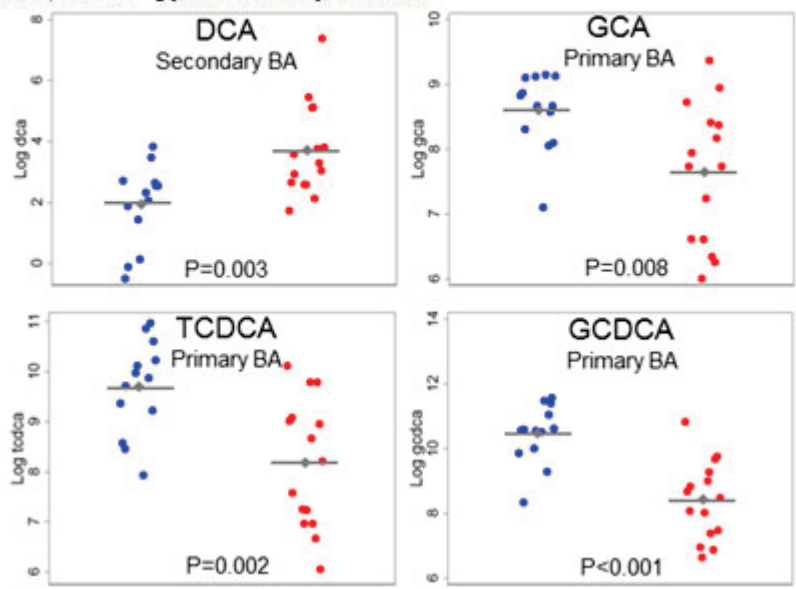 DCA
Secondary BA
Log dca
8
6
4
2
0
P=0.003
GCA
Primary BA
Log gca
10
9
8
7
6
P=0.008
TCDCA
Primary BA
Log tcdca
11
10
9
8
7
6
P=0.002
GCDCA
Primary BA
Log gcdca
14
12
10
8
6
P<0.001